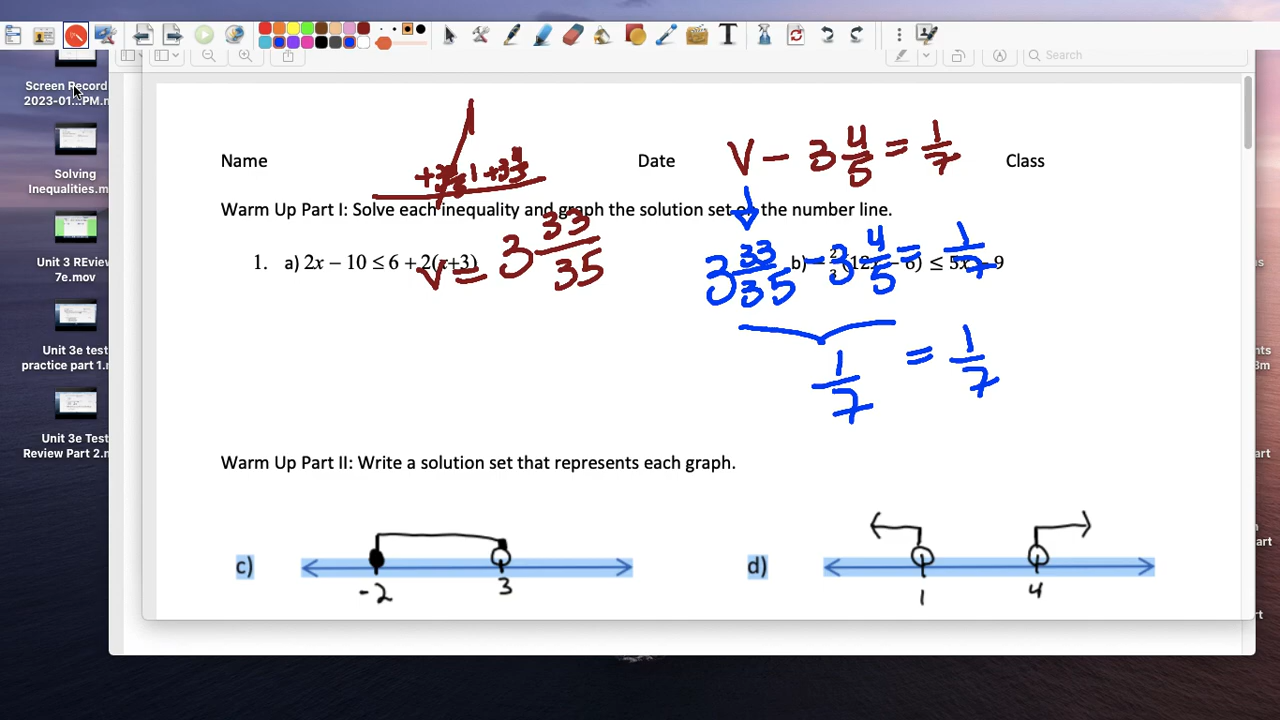 Search
Screen Record
2023-01...PM.m
Solving
Inequalities.m
Unit 3 REview
7e.mov
Unit 3e test
practice part 1.m
Unit 3e Test
Review Part 2.m
Name Date Class
V - 3 4/5 = 1/7
Warm Up Part I: Solve each inequality and graph the solution set on the number line.
1. a) 2x − 10 ≤ 6 + 2(x+3)
V = 3 33/35
3 33/35 - 3 4/5 = 1/7
1/7 = 1/7
Warm Up Part II: Write a solution set that represents each graph.
c) -2 3
d) 1 4